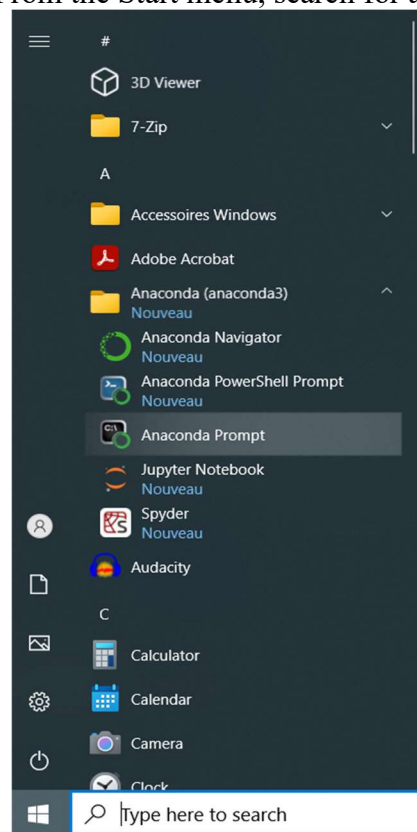 From the Start menu, search for t
#
3D Viewer
7-Zip
A
Accessoires Windows
Adobe Acrobat
Anaconda (anaconda3)
Nouveau
Anaconda Navigator
Nouveau
Anaconda PowerShell Prompt
Nouveau
Anaconda Prompt
Jupyter Notebook
Nouveau
Spyder
Nouveau
Audacity
C
Calculator
Calendar
Camera
Clock
Type here to search